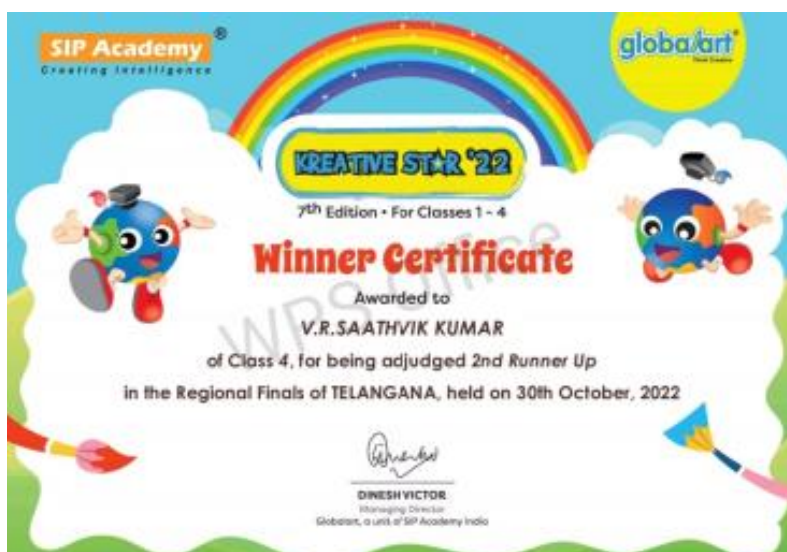 SIP Academy®
Creating Intelligence
globalart®
KREATIVE STAR '22
7th Edition • For Classes 1 - 4
Winner Certificate
Awarded to
V.R.SAATHVIK KUMAR
of Class 4, for being adjudged 2nd Runner Up
in the Regional Finals of TELANGANA, held on 30th October, 2022
WPS Office
DINESH VICTOR
Managing Director
Globalart, a unit of SIP Academy India